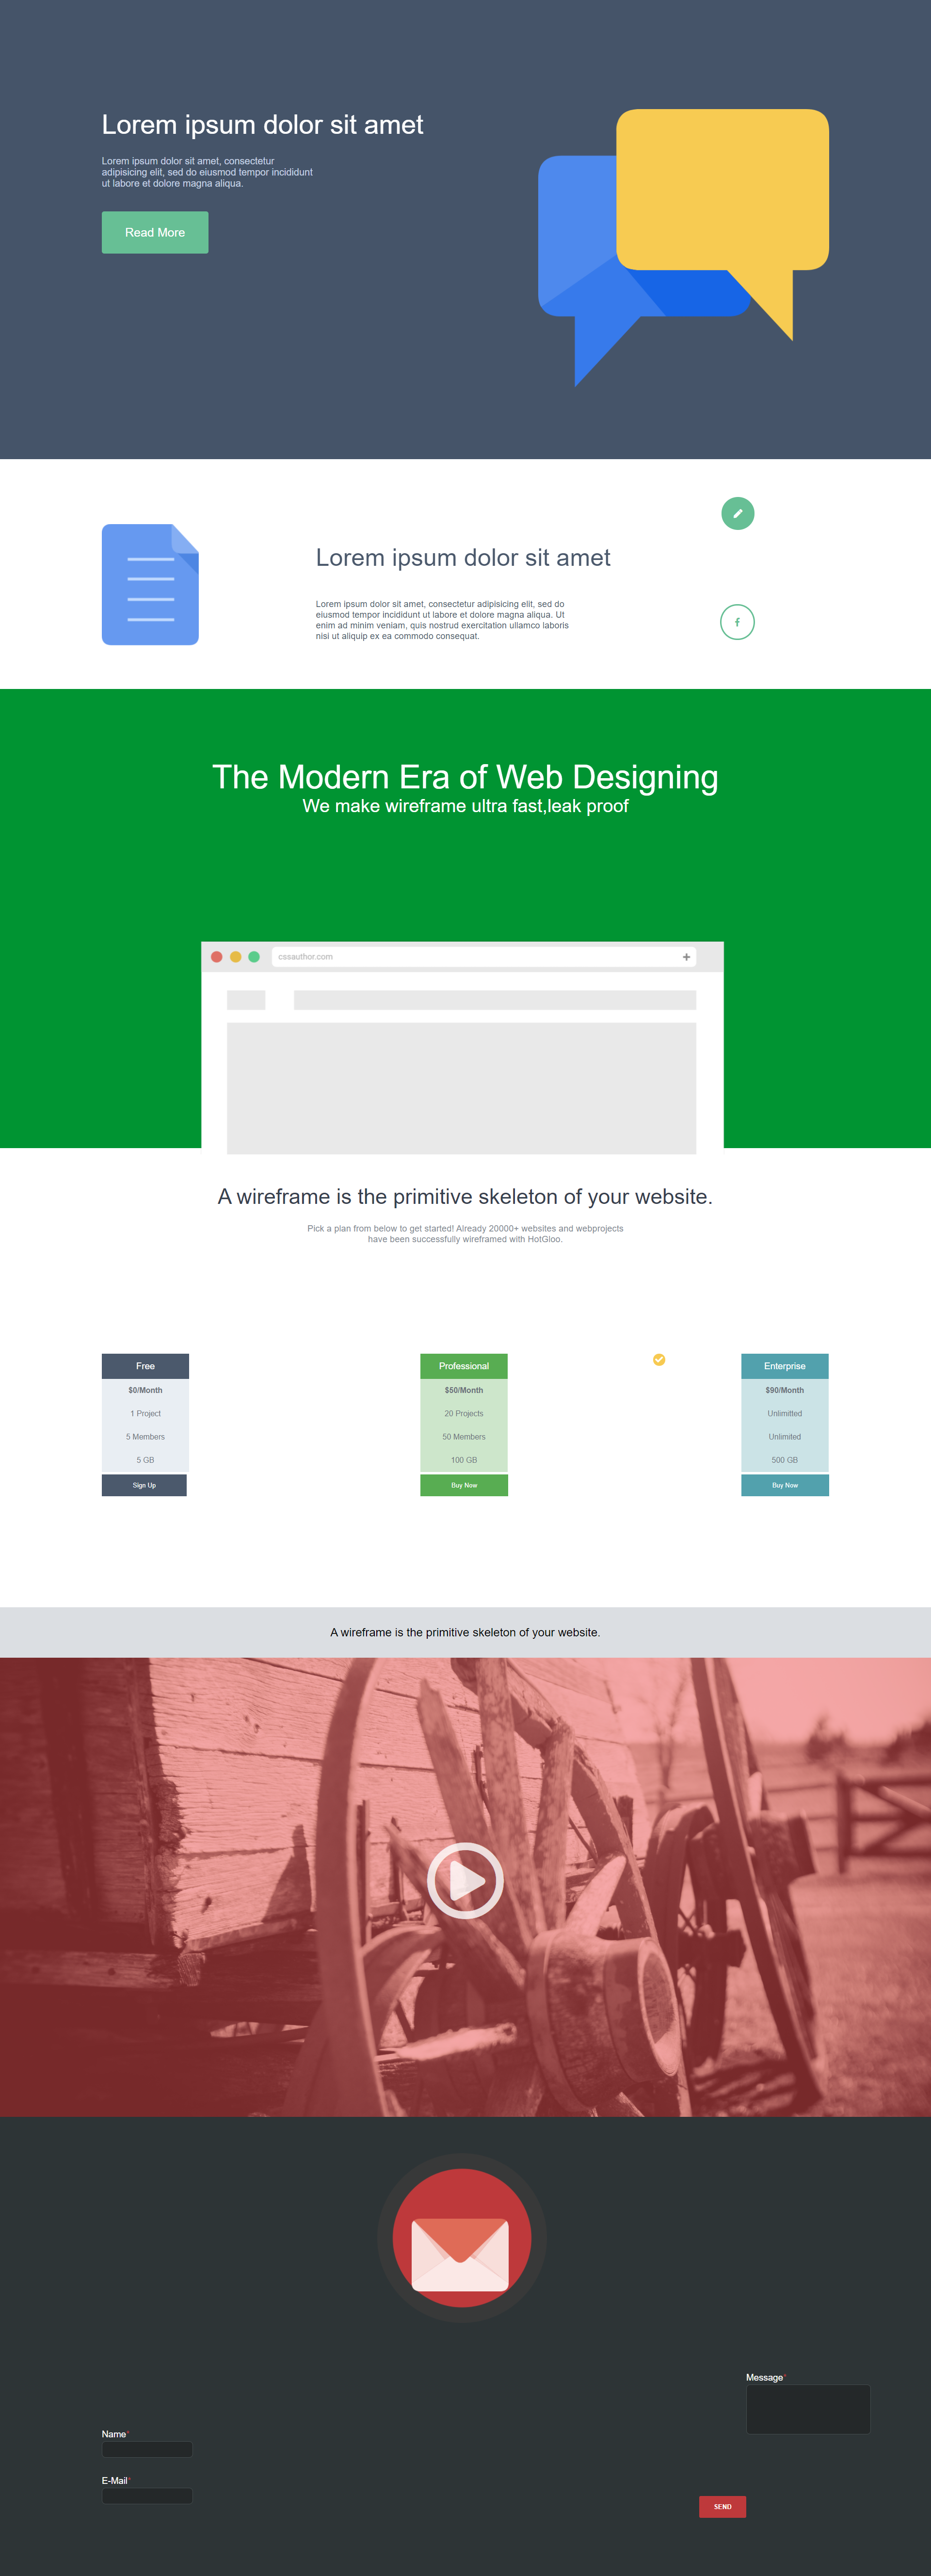 Lorem ipsum dolor sit amet
Lorem ipsum dolor sit amet, consectetur
adipisicing elit, sed do eiusmod tempor incididunt
ut labore et dolore magna aliqua.
Read More
Lorem ipsum dolor sit amet
Lorem ipsum dolor sit amet, consectetur adipisicing elit, sed do
eiusmod tempor incididunt ut labore et dolore magna aliqua. Ut
enim ad minim veniam, quis nostrud exercitation ullamco laboris
nisi ut aliquip ex ea commodo consequat.
The Modern Era of Web Designing
We make wireframe ultra fast,leak proof
cssauthor.com
A wireframe is the primitive skeleton of your website.
Pick a plan from below to get started! Already 20000+ websites and webprojects
have been successfully wireframed with HotGloo.
Free
$0/Month
1 Project
5 Members
5 GB
Sign Up
Professional
$50/Month
20 Projects
50 Members
100 GB
Buy Now
Enterprise
$90/Month
Unlimitted
Unlimited
500 GB
Buy Now
A wireframe is the primitive skeleton of your website.
Message*
Name*
E-Mail*
SEND